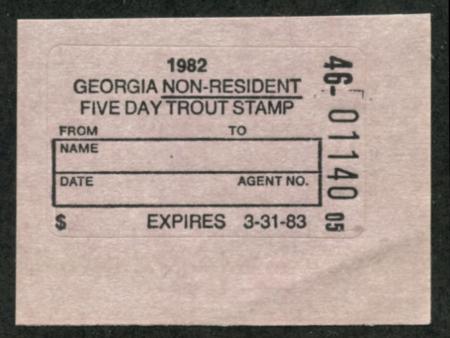 1982
GEORGIA NON-RESIDENT
FIVE DAY TROUT STAMP
FROM TO
NAME
DATE AGENT NO.
$ EXPIRES 3-31-83
46-01140 05